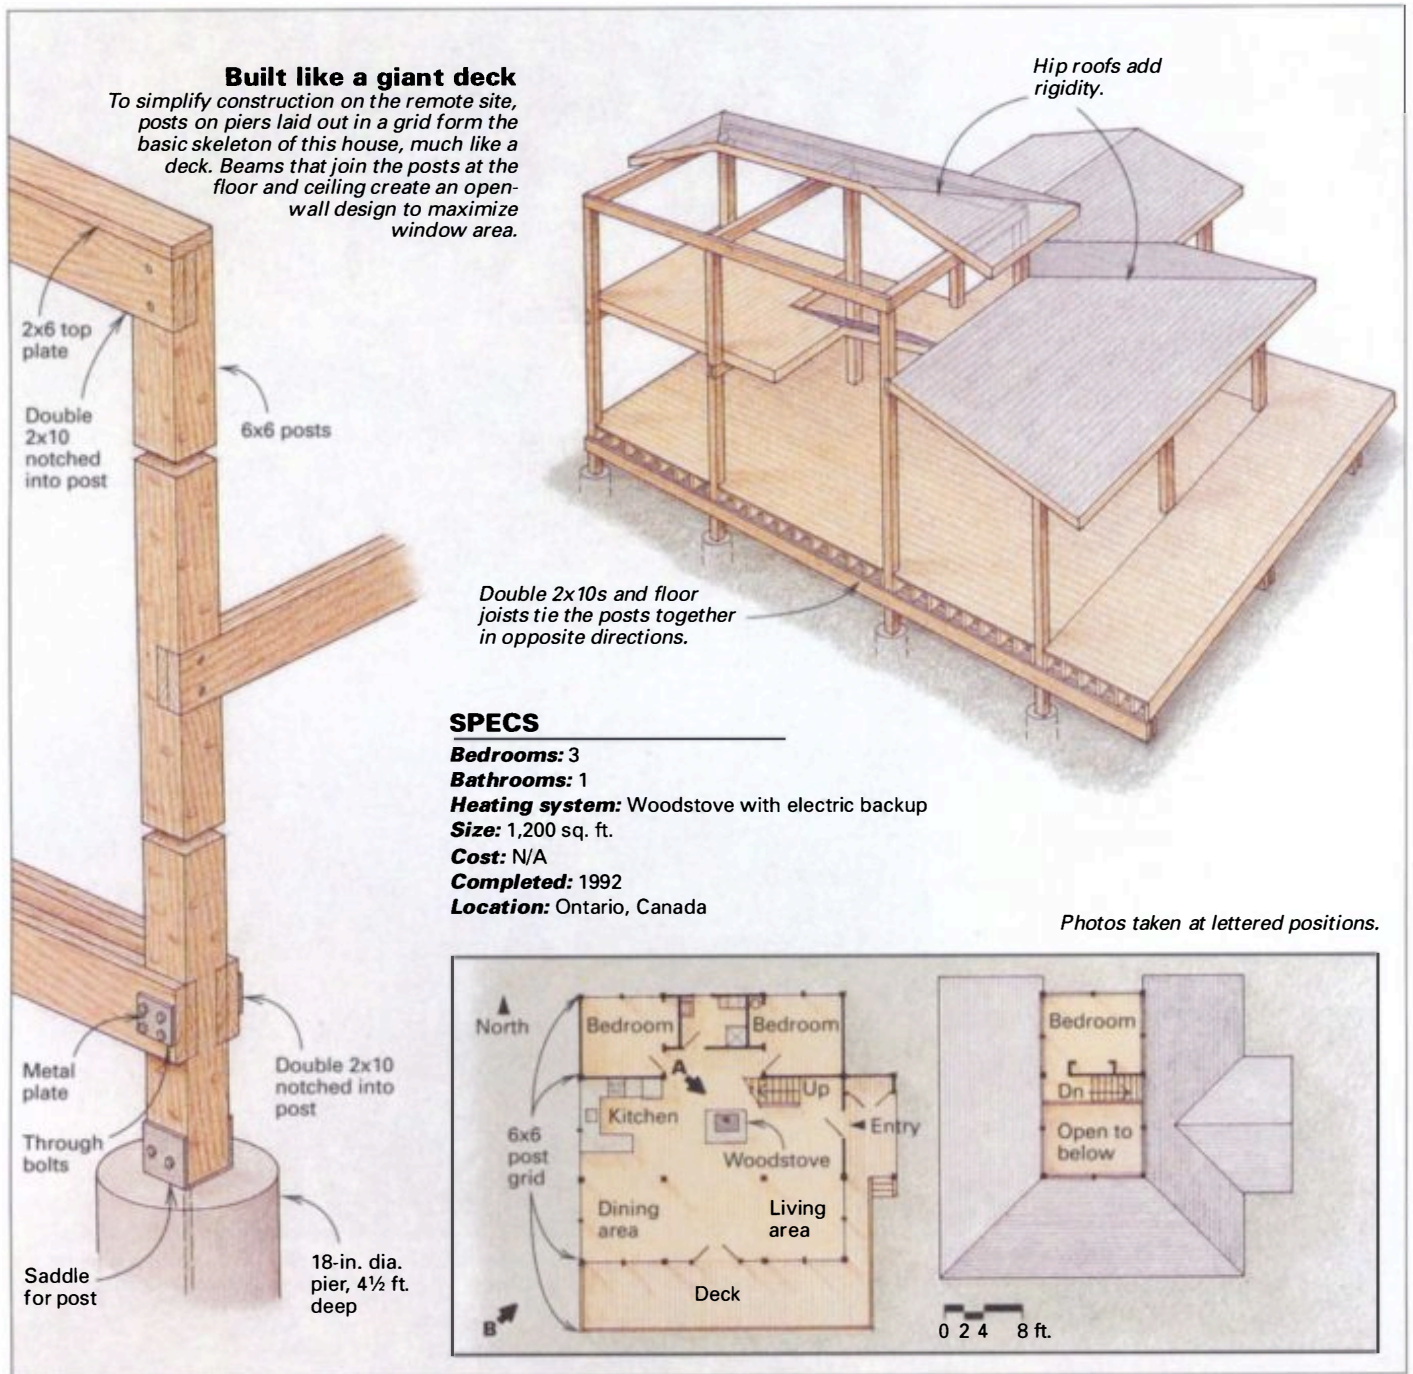 Built like a giant deck
To simplify construction on the remote site,
posts on piers laid out in a grid form the
basic skeleton of this house, much like a
deck. Beams that join the posts at the
floor and ceiling create an open-
wall design to maximize
window area.
Hip roofs add
rigidity.
2x6 top
plate
Double
2x10
notched
into post
6x6 posts
Double 2x10s and floor
joists tie the posts together
in opposite directions.
SPECS
Bedrooms: 3
Bathrooms: 1
Heating system: Woodstove with electric backup
Size: 1,200 sq. ft.
Cost: N/A
Completed: 1992
Location: Ontario, Canada
Metal
plate
Through
bolts
Saddle
for post
Double 2x10
notched into
post
18-in. dia.
pier, 4½ ft.
deep
Photos taken at lettered positions.
North
Bedroom
Bedroom
A
Up
Kitchen
Entry
6x6
post
grid
Woodstove
Dining
area
Living
area
Deck
B
Bedroom
Dn
Open to
below
0 2 4 8 ft.